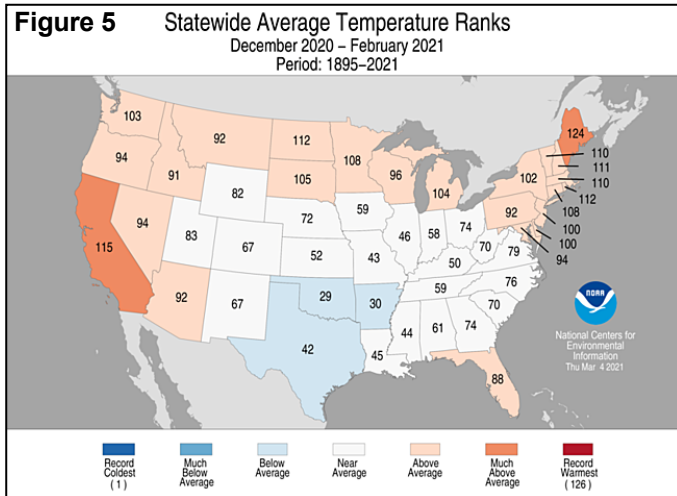 Figure 5
Statewide Average Temperature Ranks
December 2020 – February 2021
Period: 1895–2021
103
92
112
108
124
94
91
105
96
104
102
110
111
110
112
108
100
100
94
92
82
72
59
94
83
67
52
43
46
58
74
70
79
50
115
92
67
29
30
59
76
70
42
45
44
61
74
88
NOAA
National Centers for
Environmental
Information
Thu Mar 4 2021
Record
Coldest
(1)
Much
Below
Average
Below
Average
Near
Average
Above
Average
Much
Above
Average
Record
Warmest
(126)